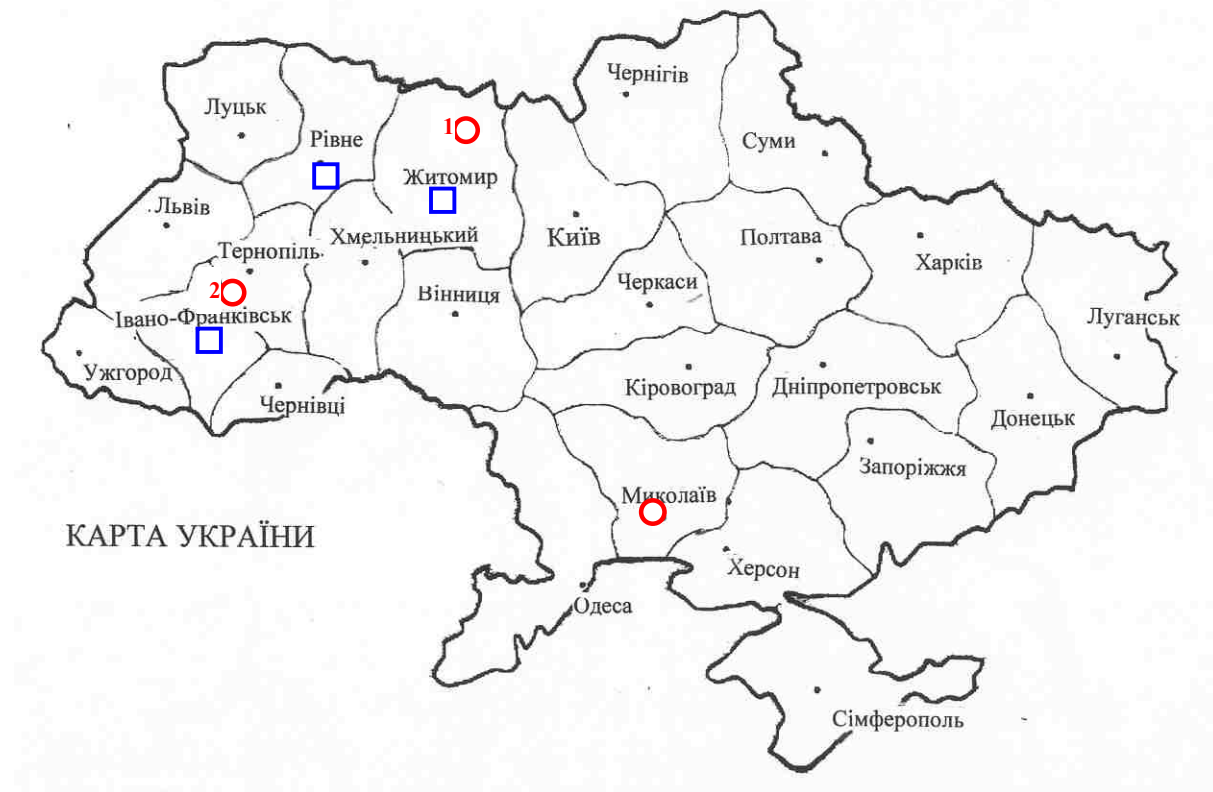 Чернігів
Луцьк
1
Рівне
Суми
Житомир
Львів
Хмельницький
Київ
Полтава
Тернопіль
Харків
Черкаси
2
Вінниця
Івано-Франківськ
Луганськ
Ужгород
Кіровоград
Дніпропетровськ
Чернівці
Донецьк
Запоріжжя
Миколаїв
КАРТА УКРАЇНИ
Херсон
Одеса
Сімферополь